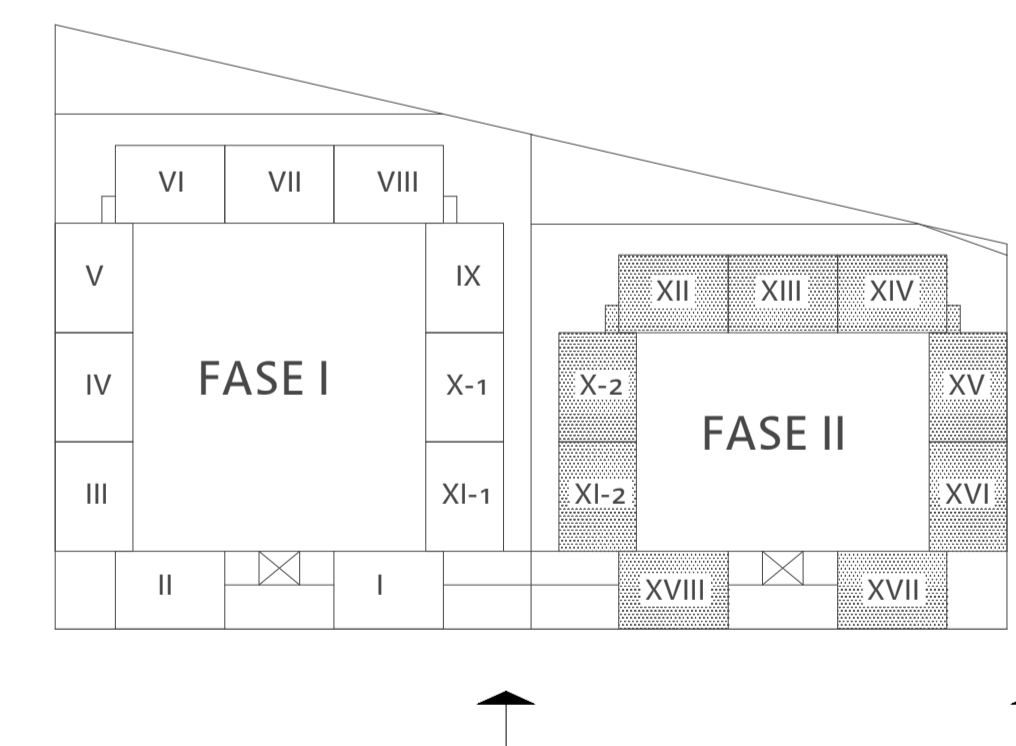 VI VII VIII
V IX
FASE I
IV X-1
III XI-1
II I
XII XIII XIV
X-2 XV
FASE II
XI-2 XVI
XVIII XVII